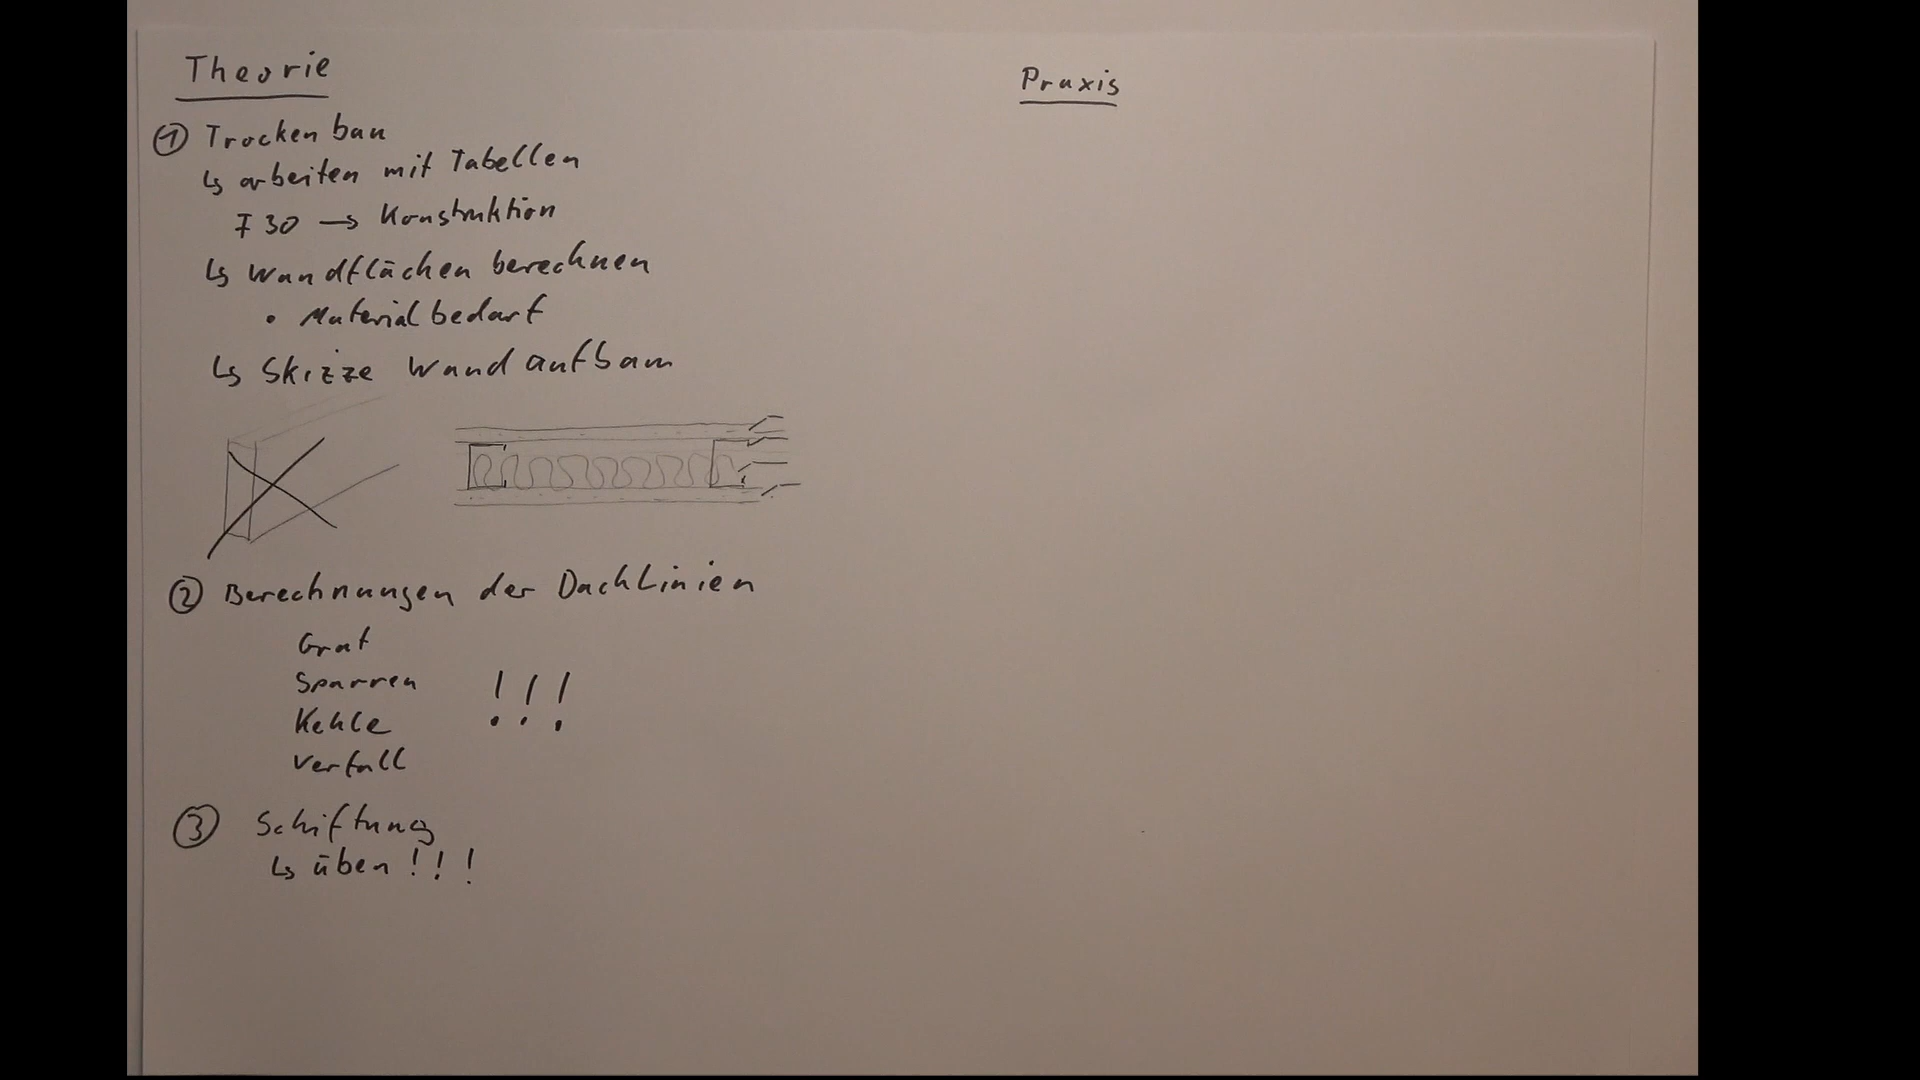 Theorie
① Trockenbau
↳ arbeiten mit Tabellen
F 30 → Konstruktion
↳ Wandflächen berechnen
• Materialbedarf
↳ Skizze Wandaufbau
② Berechnungen der DachLinien
Grat
Sparren
Kehle
Verfall
! ! !
③ Schiftung
↳ üben ! ! !
Praxis